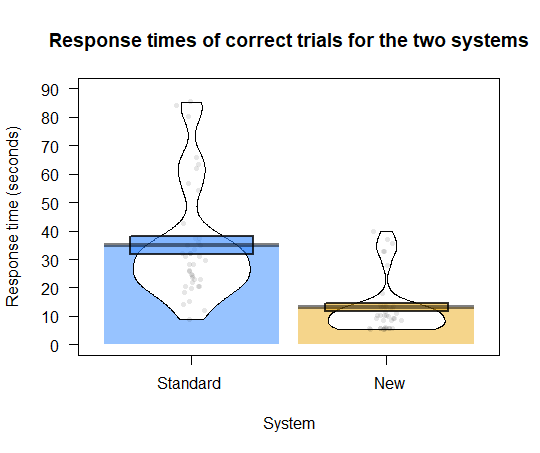 Response times of correct trials for the two systems
Response time (seconds)
90
80
70
60
50
40
30
20
10
0
Standard
New
System